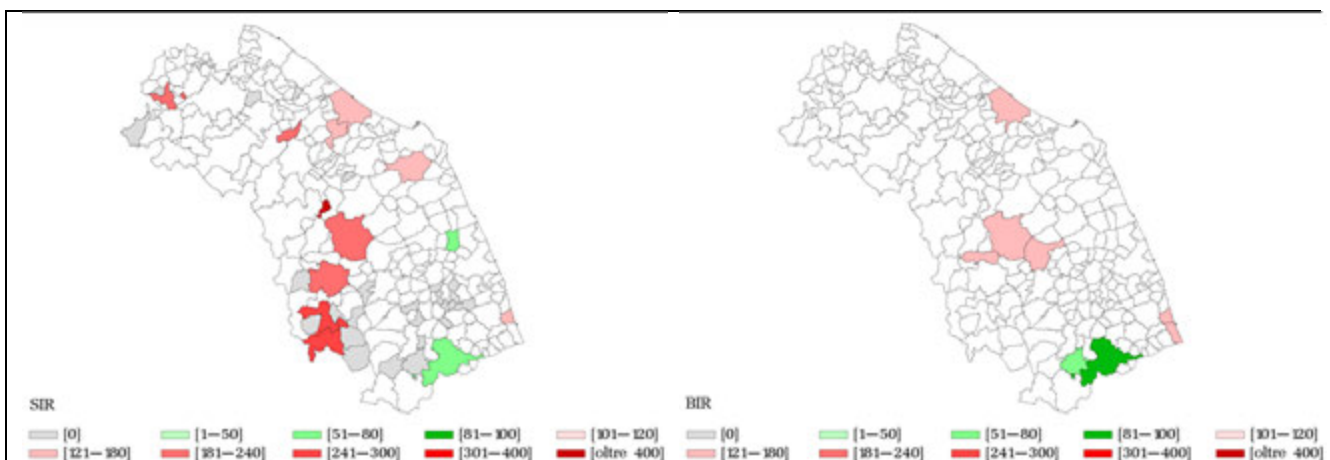 SIR
[0] [1—50] [51—80] [81—100] [101—120]
[121—180] [181—240] [241—300] [301—400] [oltre 400]
BIR
[0] [1—50] [51—80] [81—100] [101—120]
[121—180] [181—240] [241—300] [301—400] [oltre 400]